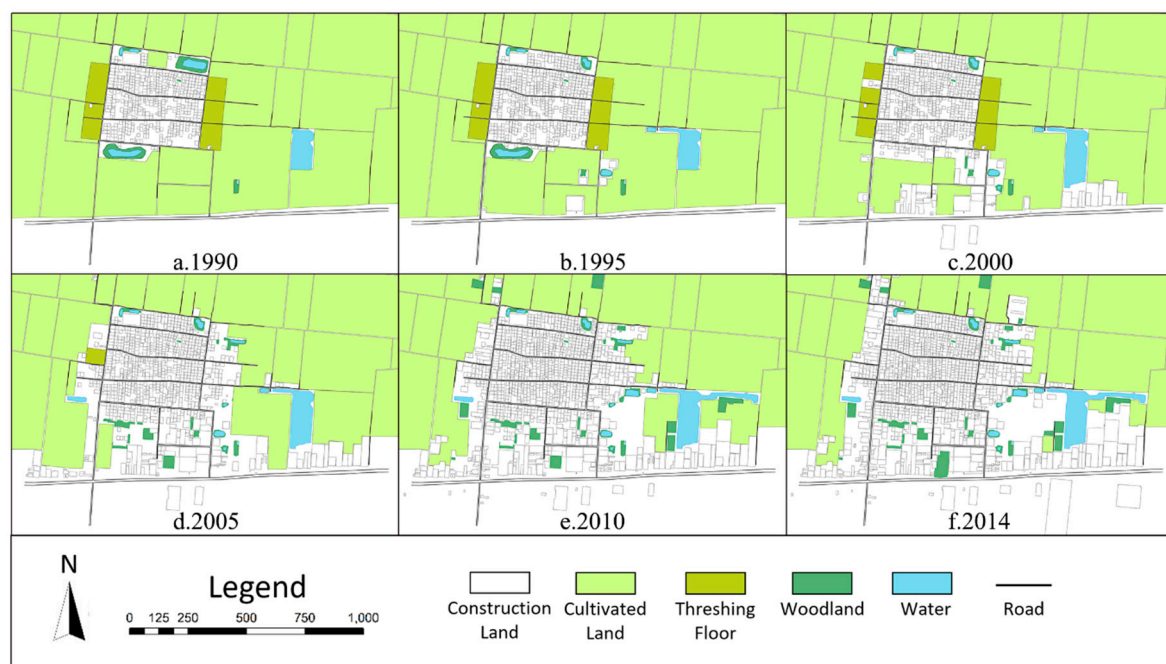 a.1990
b.1995
c.2000
d.2005
e.2010
f.2014
N
Legend
0 125 250 500 750 1,000
Construction
Land
Cultivated
Land
Threshing
Floor
Woodland
Water
Road